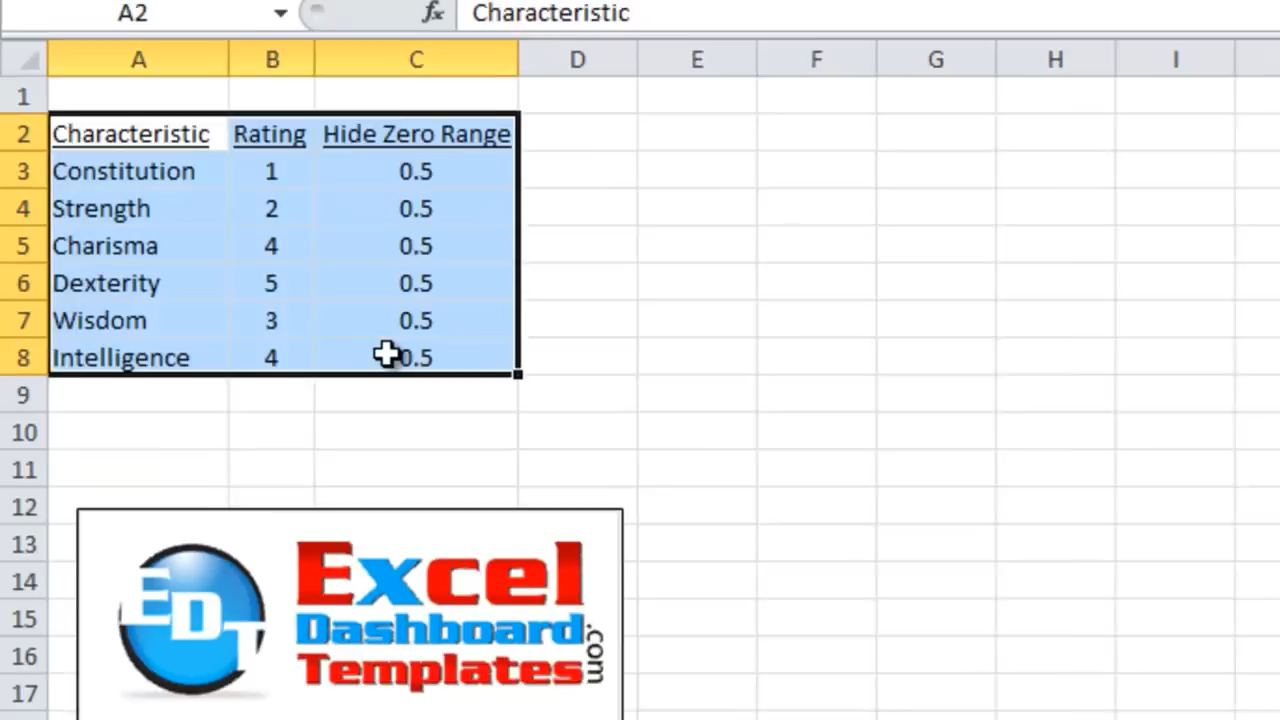 A2 fx Characteristic
A B C D E F G H I
1
2 Characteristic Rating Hide Zero Range
3 Constitution 1 0.5
4 Strength 2 0.5
5 Charisma 4 0.5
6 Dexterity 5 0.5
7 Wisdom 3 0.5
8 Intelligence 4 0.5
9
10
11
12
13
14
15
16
17
EDT
Excel
Dashboard
Templates
.com